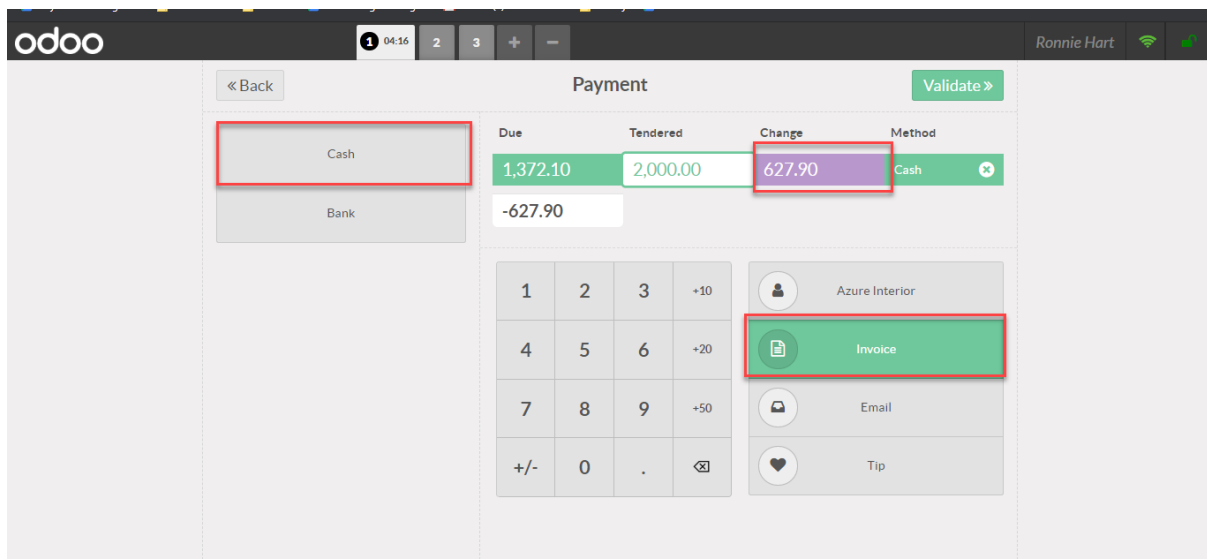 odoo
1 04:16 2 3 + − Ronnie Hart
« Back Payment Validate »
Cash
Bank
Due Tendered Change Method
1,372.10 2,000.00 627.90 Cash
-627.90
1 2 3 +10
4 5 6 +20
7 8 9 +50
+/- 0 .
Azure Interior
Invoice
Email
Tip